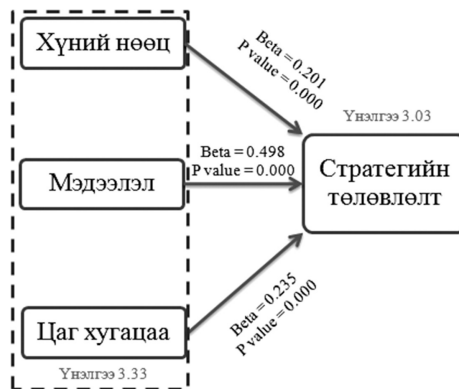 Хүний нөөц
Beta = 0.201
P value = 0.000
Үнэлгээ 3.03
Мэдээлэл
Beta = 0.498
P value = 0.000
Стратегийн
төлөвлөлт
Цаг хугацаа
Beta = 0.235
P value = 0.000
Үнэлгээ 3.33